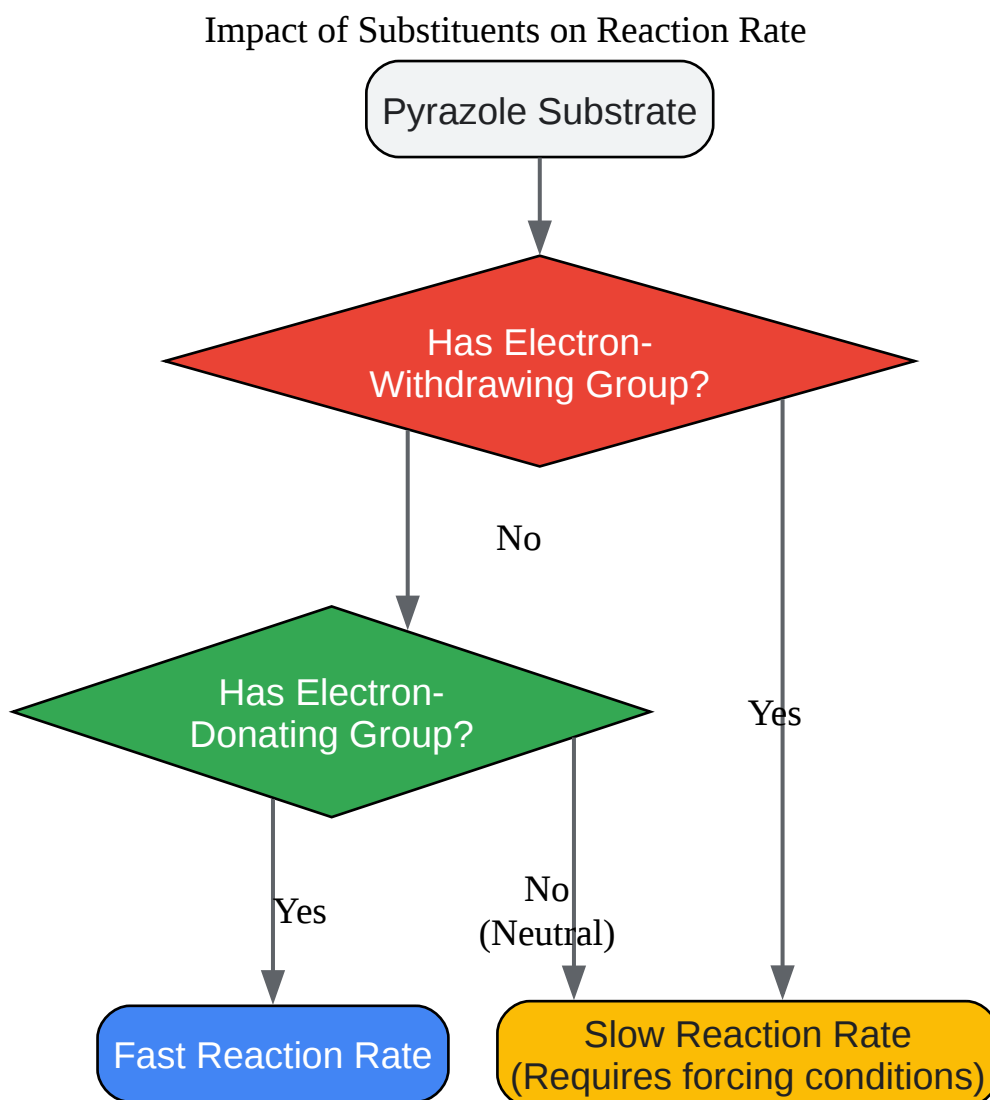 Impact of Substituents on Reaction Rate
Pyrazole Substrate
Has Electron-
Withdrawing Group?
No
Has Electron-
Donating Group?
Yes
Yes
No
(Neutral)
Fast Reaction Rate
Slow Reaction Rate
(Requires forcing conditions)